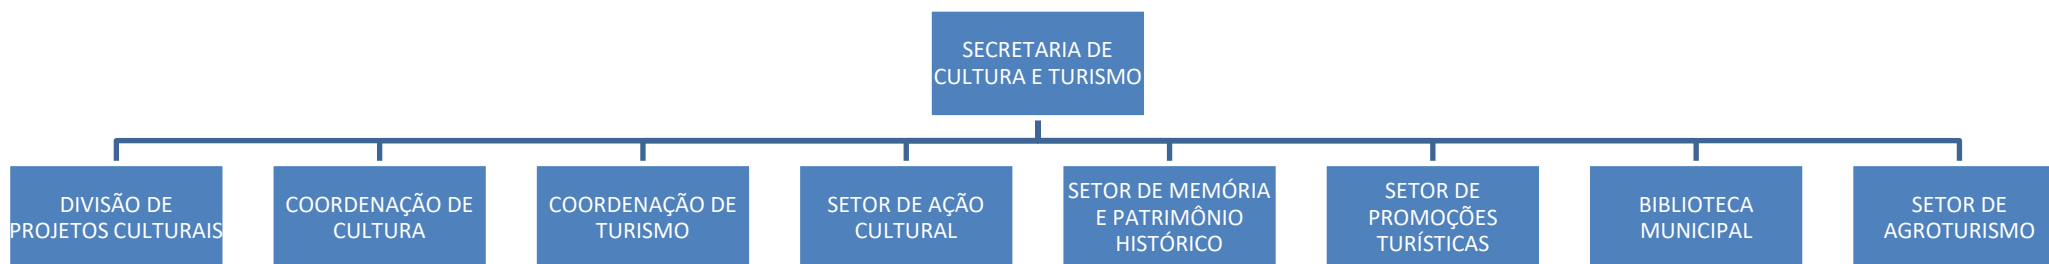 SECRETARIA DE
CULTURA E TURISMO
DIVISÃO DE
PROJETOS CULTURAIS
COORDENAÇÃO DE
CULTURA
COORDENAÇÃO DE
TURISMO
SETOR DE AÇÃO
CULTURAL
SETOR DE MEMÓRIA
E PATRIMÔNIO
HISTÓRICO
SETOR DE
PROMOÇÕES
TURÍSTICAS
BIBLIOTECA
MUNICIPAL
SETOR DE
AGROTURISMO